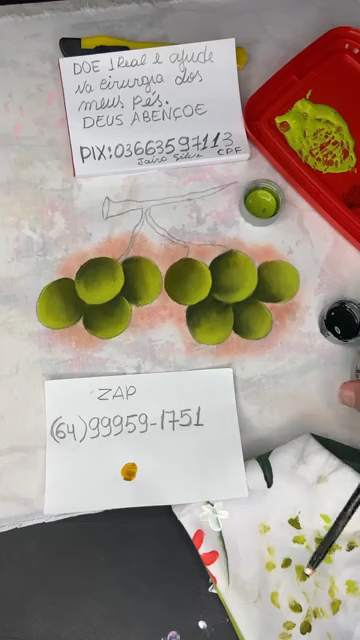 DOE 1 Real e ajude
na cirurgia dos
meus pés.
DEUS ABENÇOE
PIX:03663597113
Jairo Silva CPF
ZAP
(64)99959-1751